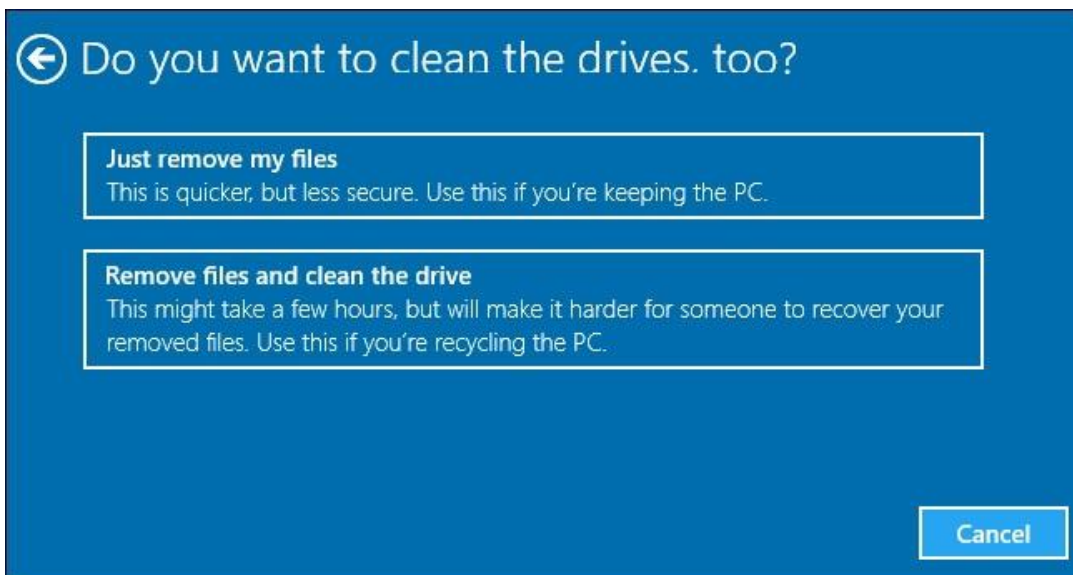 Do you want to clean the drives. too?
Just remove my files
This is quicker, but less secure. Use this if you're keeping the PC.
Remove files and clean the drive
This might take a few hours, but will make it harder for someone to recover your
removed files. Use this if you're recycling the PC.
Cancel